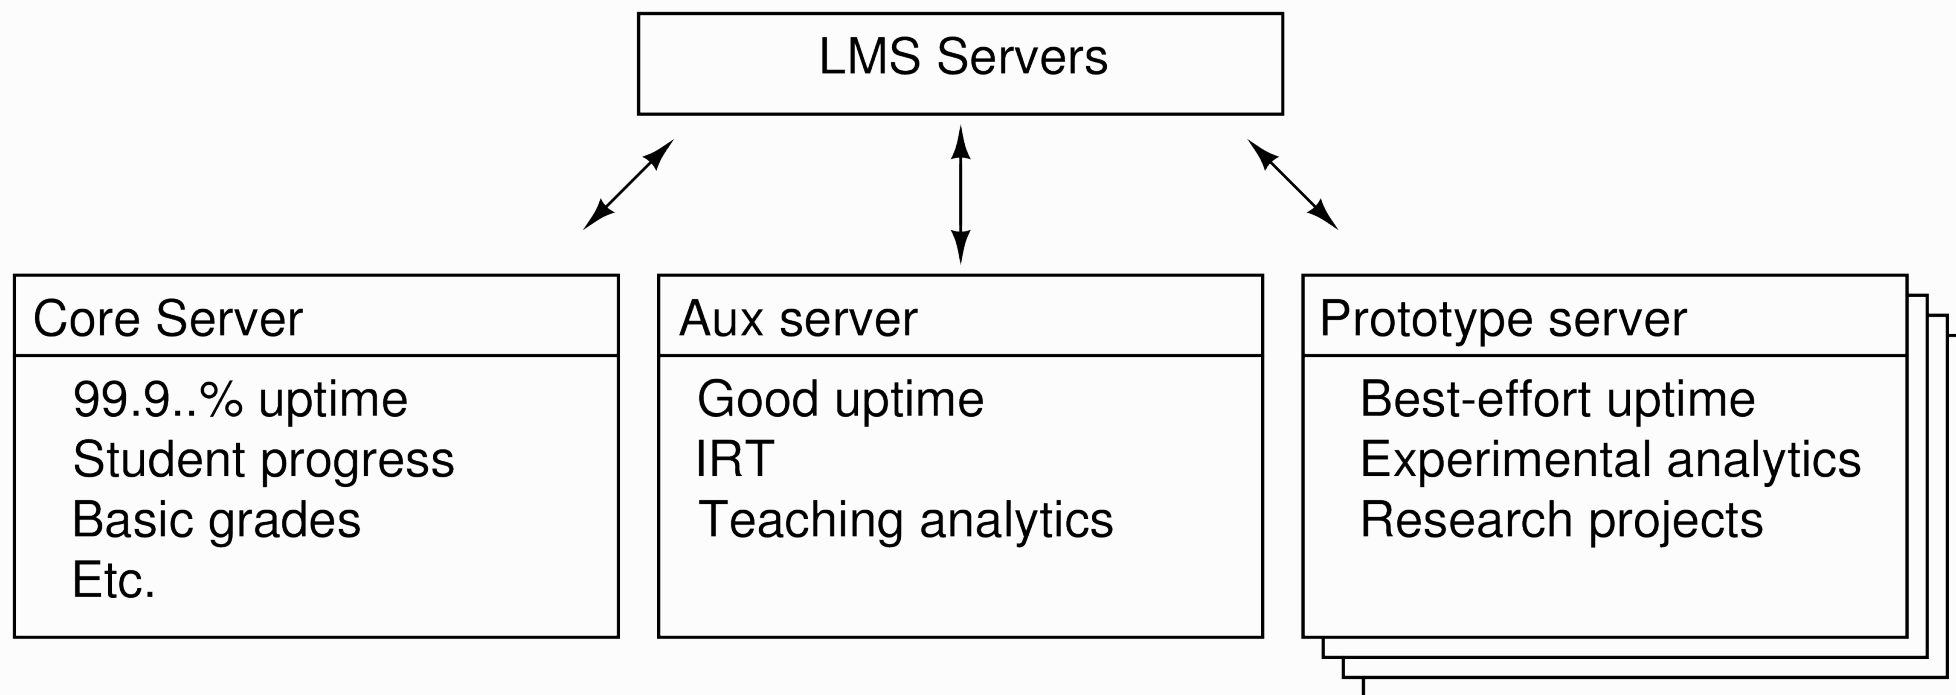 LMS Servers
Core Server
99.9..% uptime
Student progress
Basic grades
Etc.
Aux server
Good uptime
IRT
Teaching analytics
Prototype server
Best-effort uptime
Experimental analytics
Research projects